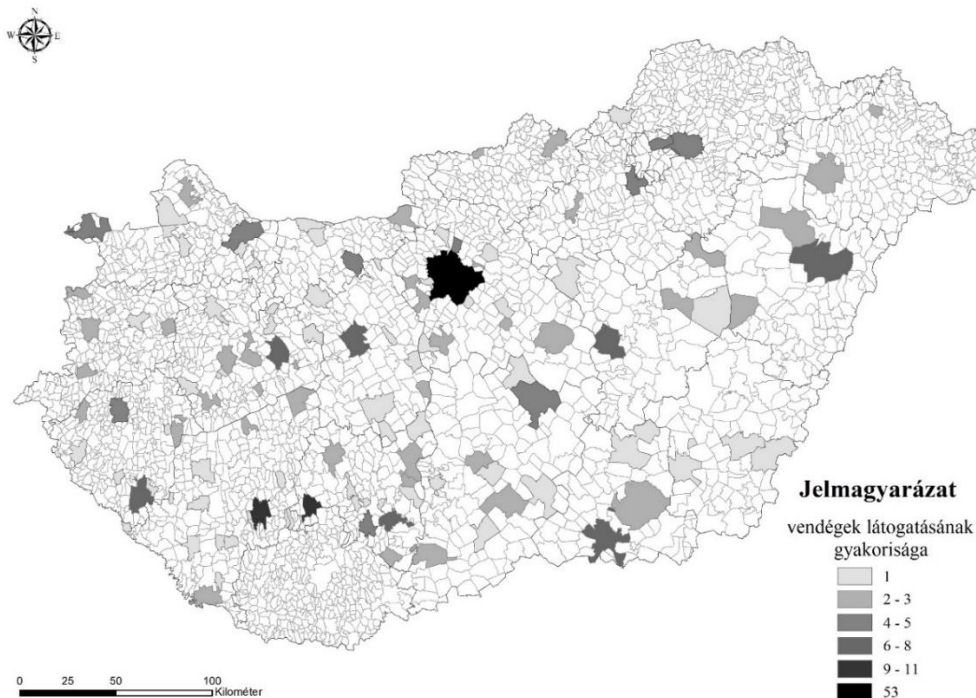 N
W E
S
Jelmagyarázat
vendégek látogatásának
gyakorisága
1
2 - 3
4 - 5
6 - 8
9 - 11
53
0 25 50 100
Kilométer